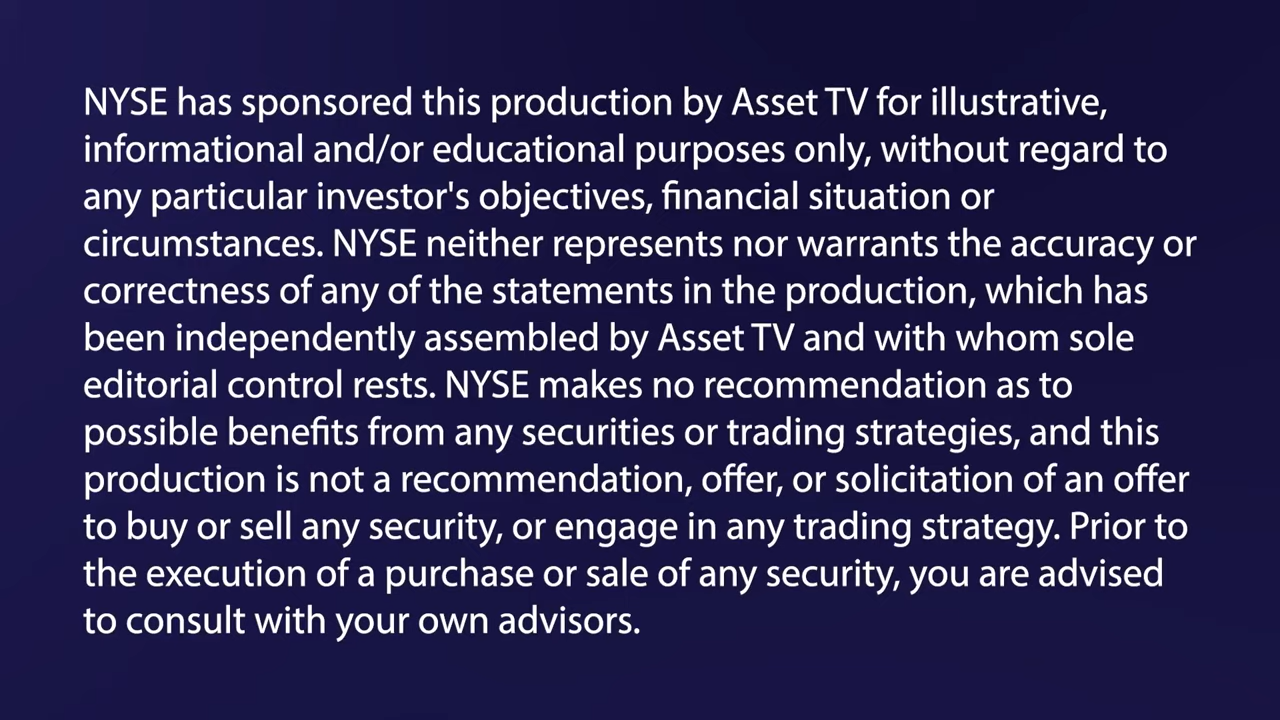 NYSE has sponsored this production by Asset TV for illustrative,
informational and/or educational purposes only, without regard to
any particular investor's objectives, financial situation or
circumstances. NYSE neither represents nor warrants the accuracy or
correctness of any of the statements in the production, which has
been independently assembled by Asset TV and with whom sole
editorial control rests. NYSE makes no recommendation as to
possible benefits from any securities or trading strategies, and this
production is not a recommendation, offer, or solicitation of an offer
to buy or sell any security, or engage in any trading strategy. Prior to
the execution of a purchase or sale of any security, you are advised
to consult with your own advisors.